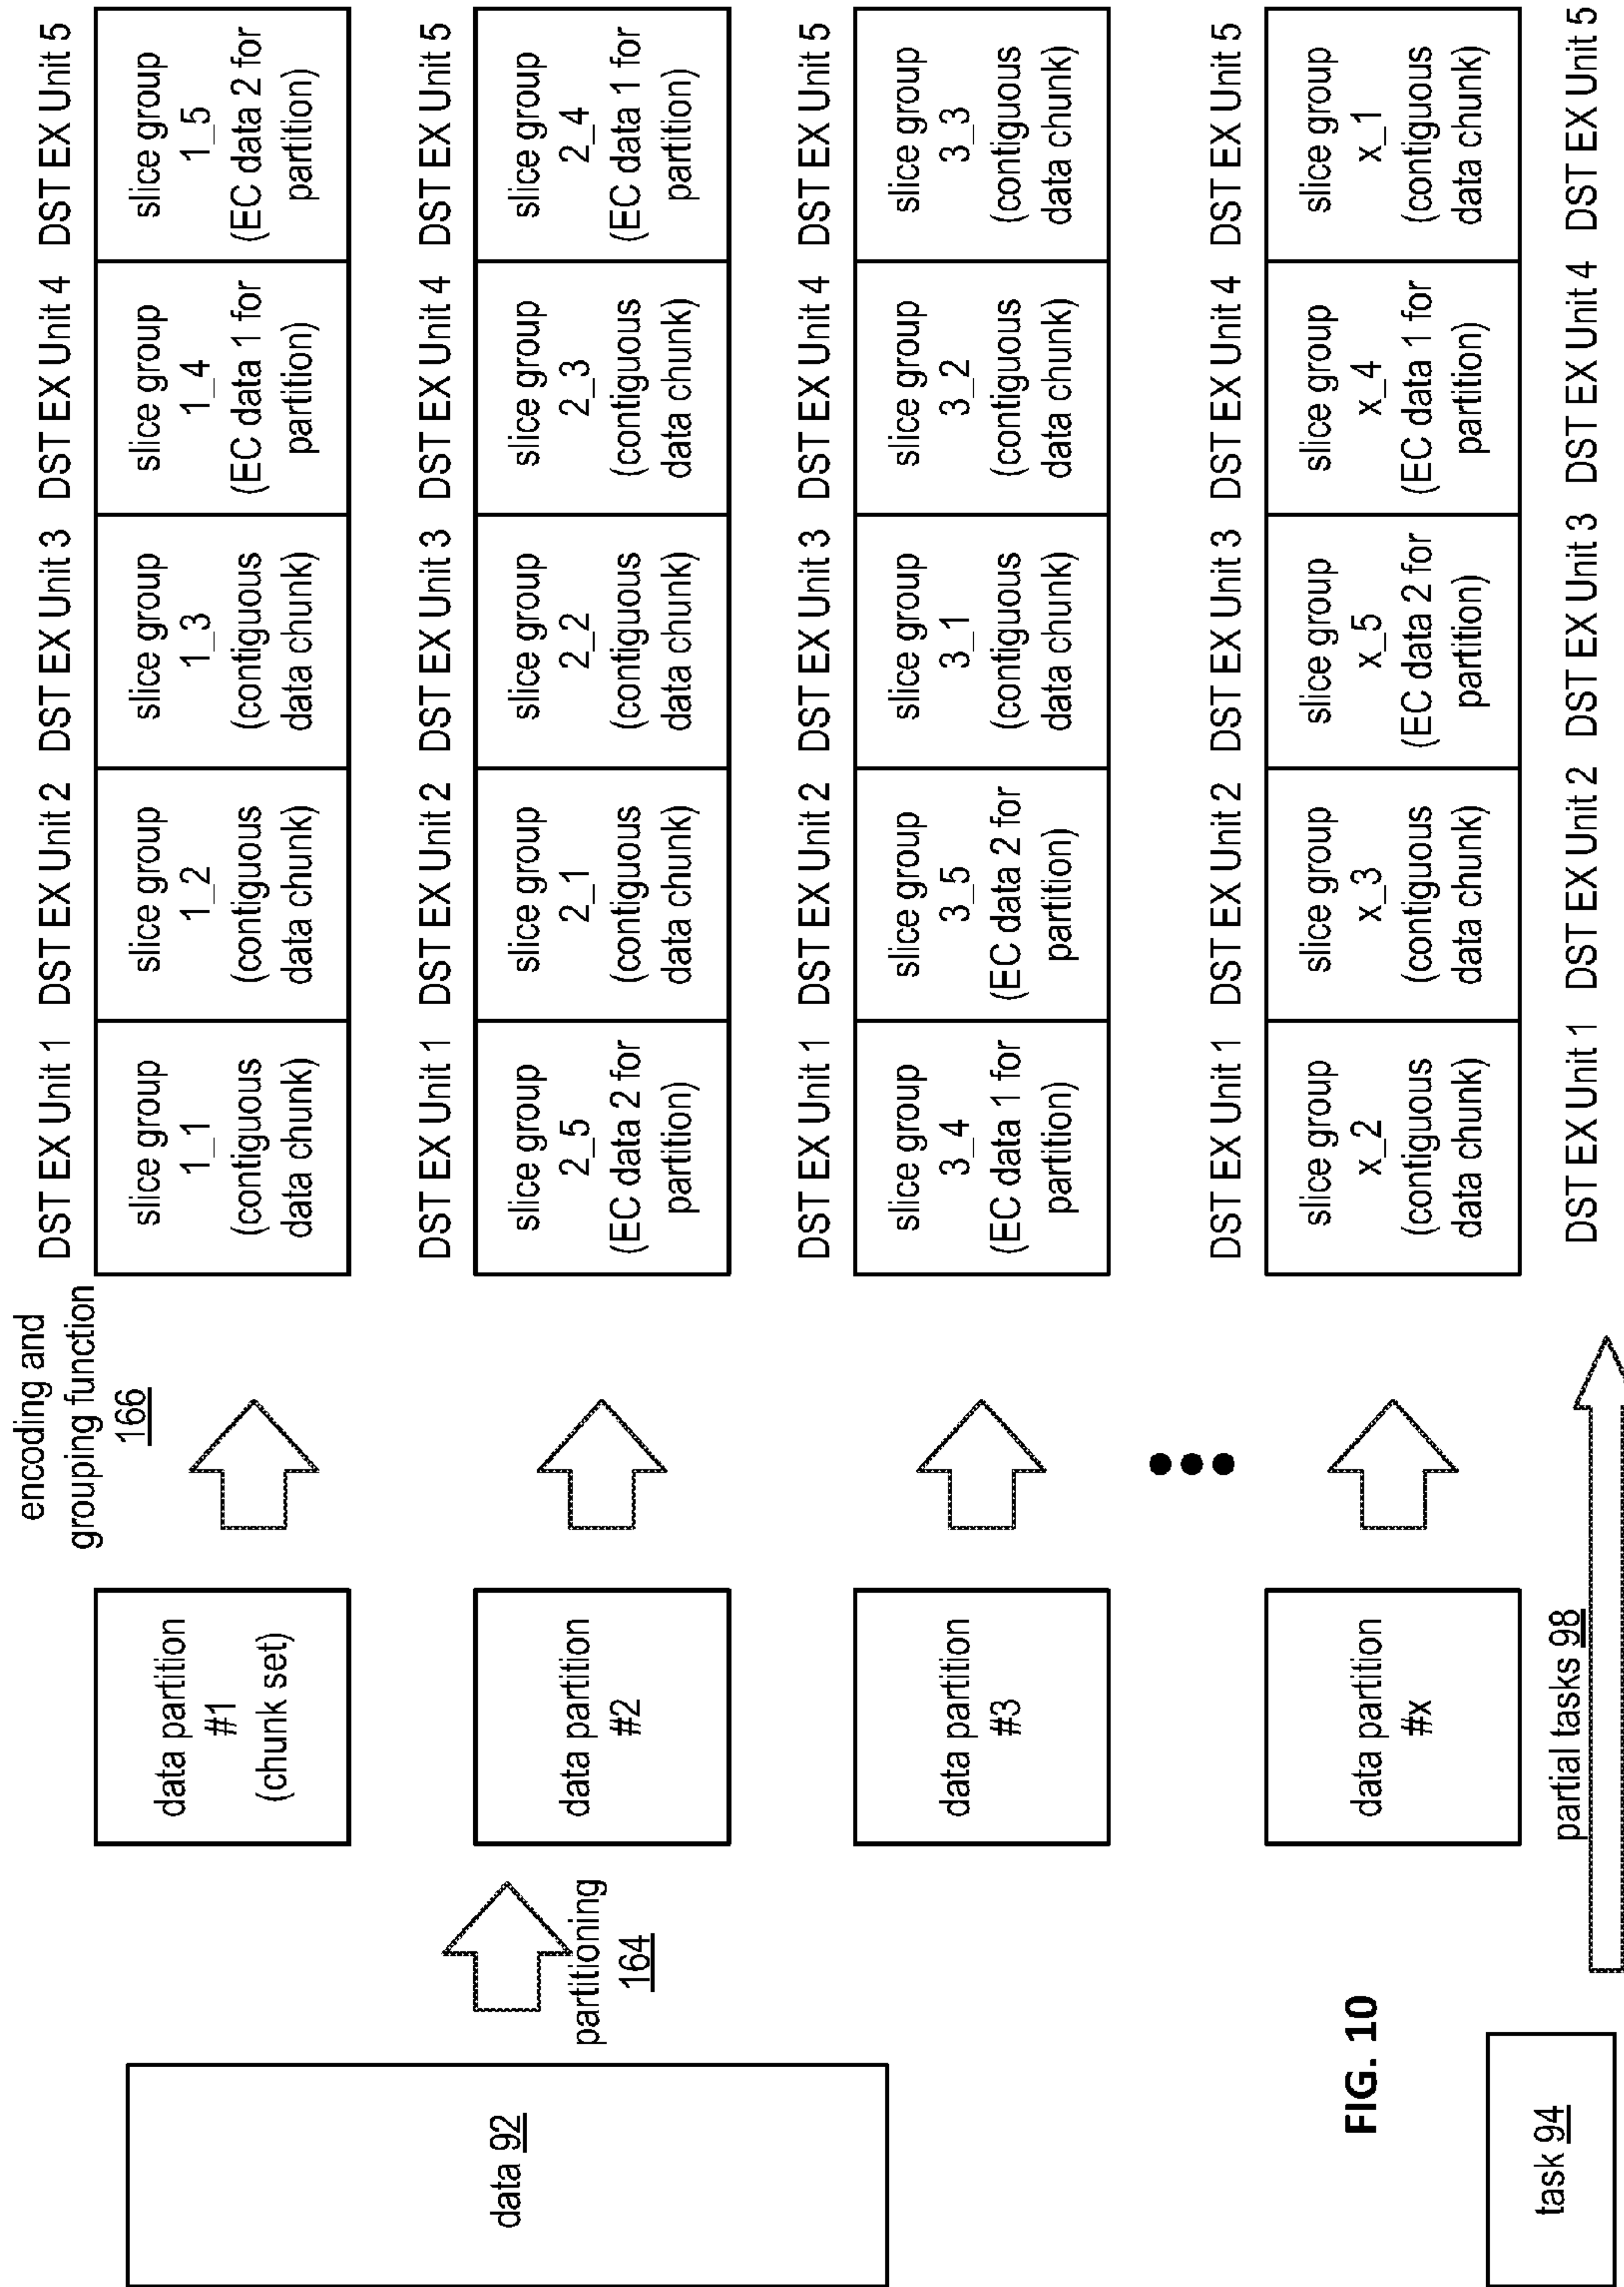 encoding and
grouping function
166
DST EX Unit 1 DST EX Unit 2 DST EX Unit 3 DST EX Unit 4 DST EX Unit 5
data partition
#1
(chunk set)
slice group
1_1
(contiguous
data chunk)
slice group
1_2
(contiguous
data chunk)
slice group
1_3
(contiguous
data chunk)
slice group
1_4
(EC data 1 for
partition)
slice group
1_5
(EC data 2 for
partition)
data 92
partitioning
164
DST EX Unit 1 DST EX Unit 2 DST EX Unit 3 DST EX Unit 4 DST EX Unit 5
data partition
#2
slice group
2_5
(EC data 2 for
partition)
slice group
2_1
(contiguous
data chunk)
slice group
2_2
(contiguous
data chunk)
slice group
2_3
(contiguous
data chunk)
slice group
2_4
(EC data 1 for
partition)
DST EX Unit 1 DST EX Unit 2 DST EX Unit 3 DST EX Unit 4 DST EX Unit 5
data partition
#3
slice group
3_4
(EC data 1 for
partition)
slice group
3_5
(EC data 2 for
partition)
slice group
3_1
(contiguous
data chunk)
slice group
3_2
(contiguous
data chunk)
slice group
3_3
(contiguous
data chunk)
DST EX Unit 1 DST EX Unit 2 DST EX Unit 3 DST EX Unit 4 DST EX Unit 5
data partition
#x
slice group
x_2
(contiguous
data chunk)
slice group
x_3
(contiguous
data chunk)
slice group
x_5
(EC data 2 for
partition)
slice group
x_4
(EC data 1 for
partition)
slice group
x_1
(contiguous
data chunk)
FIG. 10
task 94
partial tasks 98
DST EX Unit 1 DST EX Unit 2 DST EX Unit 3 DST EX Unit 4 DST EX Unit 5